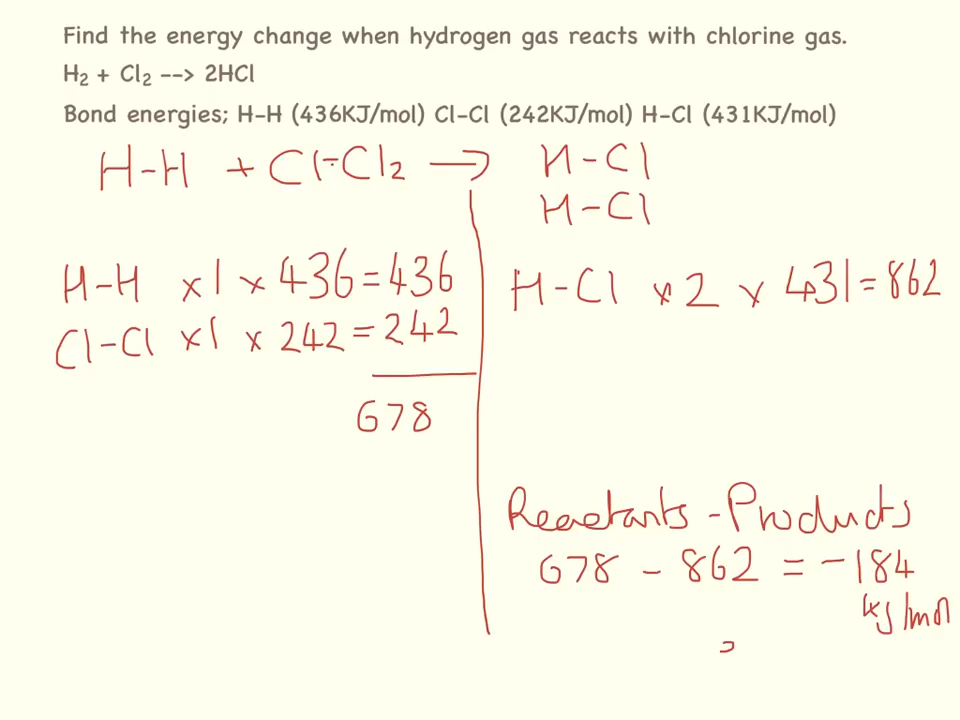 Find the energy change when hydrogen gas reacts with chlorine gas.
H₂ + Cl₂ --> 2HCl
Bond energies; H-H (436KJ/mol) Cl-Cl (242KJ/mol) H-Cl (431KJ/mol)
H-H + Cl-Cl₂ → H-Cl
H-Cl
H-H x1 x 436=436
Cl-Cl x1 x 242=242
678
H-Cl x 2 x 431=862
Reactants - Products
678 - 862 = -184
kJ/mol